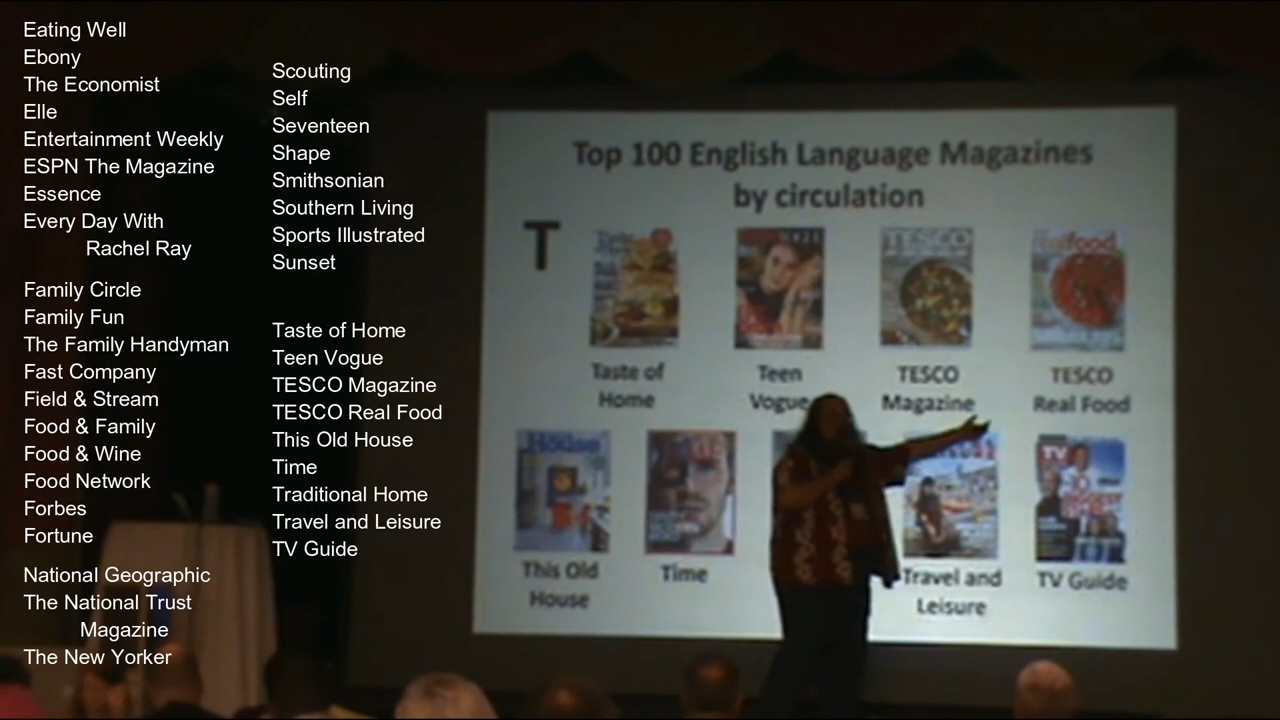 Eating Well
Ebony
The Economist
Elle
Entertainment Weekly
ESPN The Magazine
Essence
Every Day With
Rachel Ray
Family Circle
Family Fun
The Family Handyman
Fast Company
Field & Stream
Food & Family
Food & Wine
Food Network
Forbes
Fortune
National Geographic
The National Trust
Magazine
The New Yorker
Scouting
Self
Seventeen
Shape
Smithsonian
Southern Living
Sports Illustrated
Sunset
Taste of Home
Teen Vogue
TESCO Magazine
TESCO Real Food
This Old House
Time
Traditional Home
Travel and Leisure
TV Guide
Top 100 English Language Magazines
by circulation
T
TESCO
realfood
Taste of
Home
Teen
Vogue
TESCO
Magazine
TESCO
Real Food
House
TV
This Old
House
Time
Travel and
Leisure
TV Guide